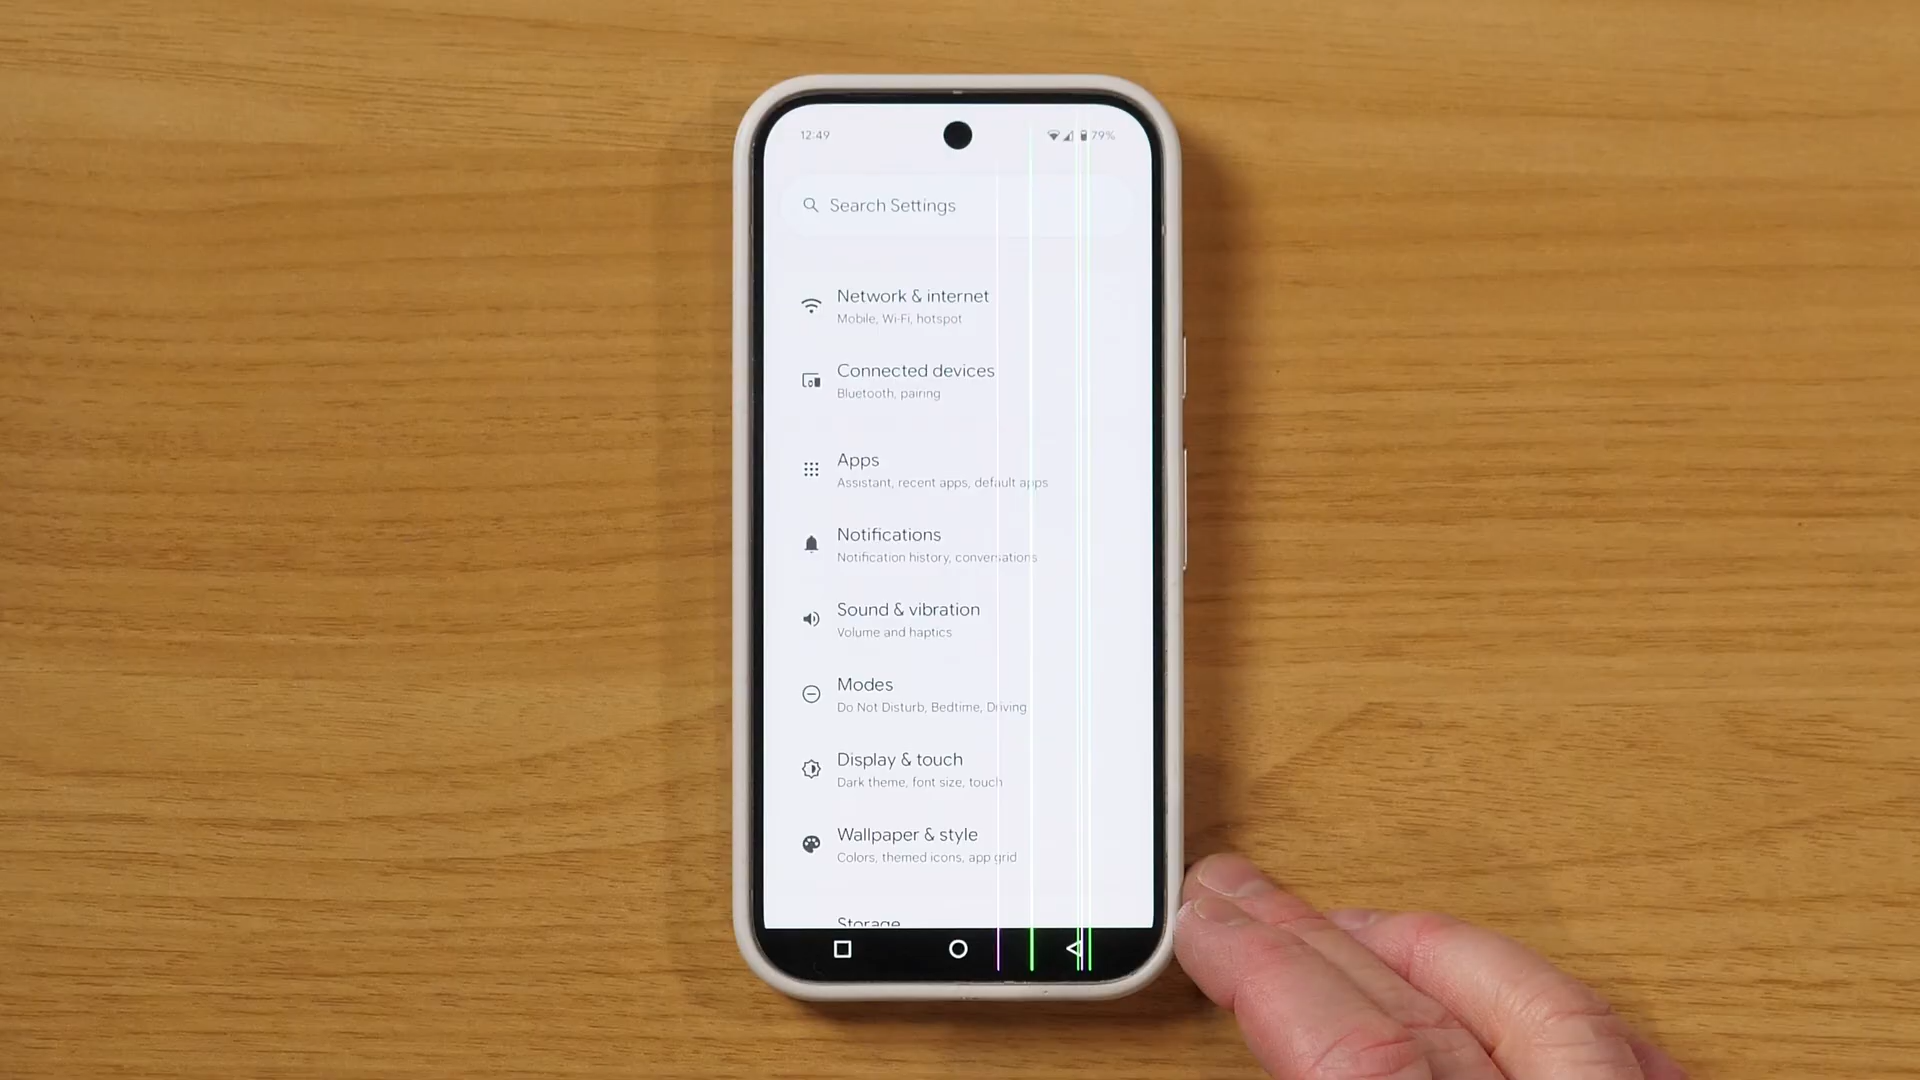 12:49 79%
Search Settings
Network & internet
Mobile, Wi-Fi, hotspot
Connected devices
Bluetooth, pairing
Apps
Assistant, recent apps, default apps
Notifications
Notification history, conversations
Sound & vibration
Volume and haptics
Modes
Do Not Disturb, Bedtime, Driving
Display & touch
Dark theme, font size, touch
Wallpaper & style
Colors, themed icons, app grid
Storage